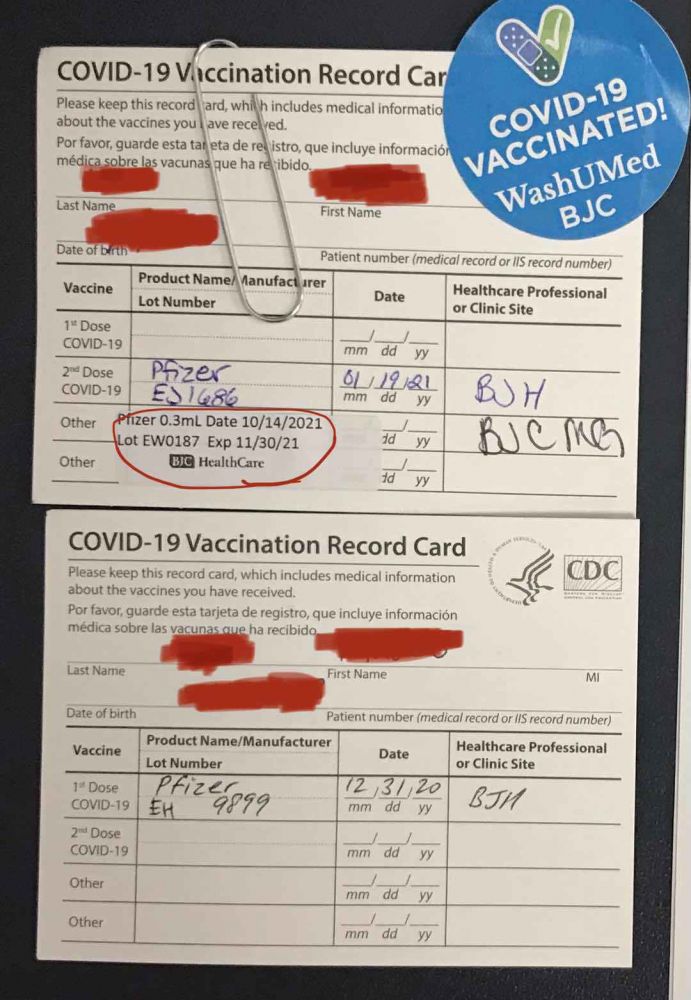 COVID-19 Vaccination Record Car
COVID-19
VACCINATED!
WashUMed
BJC
Please keep this record card, which includes medical informatio
about the vaccines you have received.
Por favor, guarde esta tarjeta de registro, que incluye información
médica sobre las vacunas que ha recibido.
Last Name First Name
Date of birth Patient number (medical record or IIS record number)
Vaccine Product Name/Manufacturer Date Healthcare Professional
Lot Number or Clinic Site
1st Dose
COVID-19 mm dd yy
2nd Dose Pfizer 01/19/21 BJH
COVID-19 EJ1686 mm dd yy
Other Pfizer 0.3mL Date 10/14/2021 BJC MG
Lot EW0187 Exp 11/30/21 dd yy
Other BJC HealthCare
dd yy
COVID-19 Vaccination Record Card
CDC
Please keep this record card, which includes medical information
about the vaccines you have received.
Por favor, guarde esta tarjeta de registro, que incluye información
médica sobre las vacunas que ha recibido.
Last Name First Name MI
Date of birth Patient number (medical record or IIS record number)
Vaccine Product Name/Manufacturer Date Healthcare Professional
Lot Number or Clinic Site
1st Dose Pfizer 12/31/20 BJH
COVID-19 EH 9899 mm dd yy
2nd Dose
COVID-19 mm dd yy
Other
mm dd yy
Other
mm dd yy